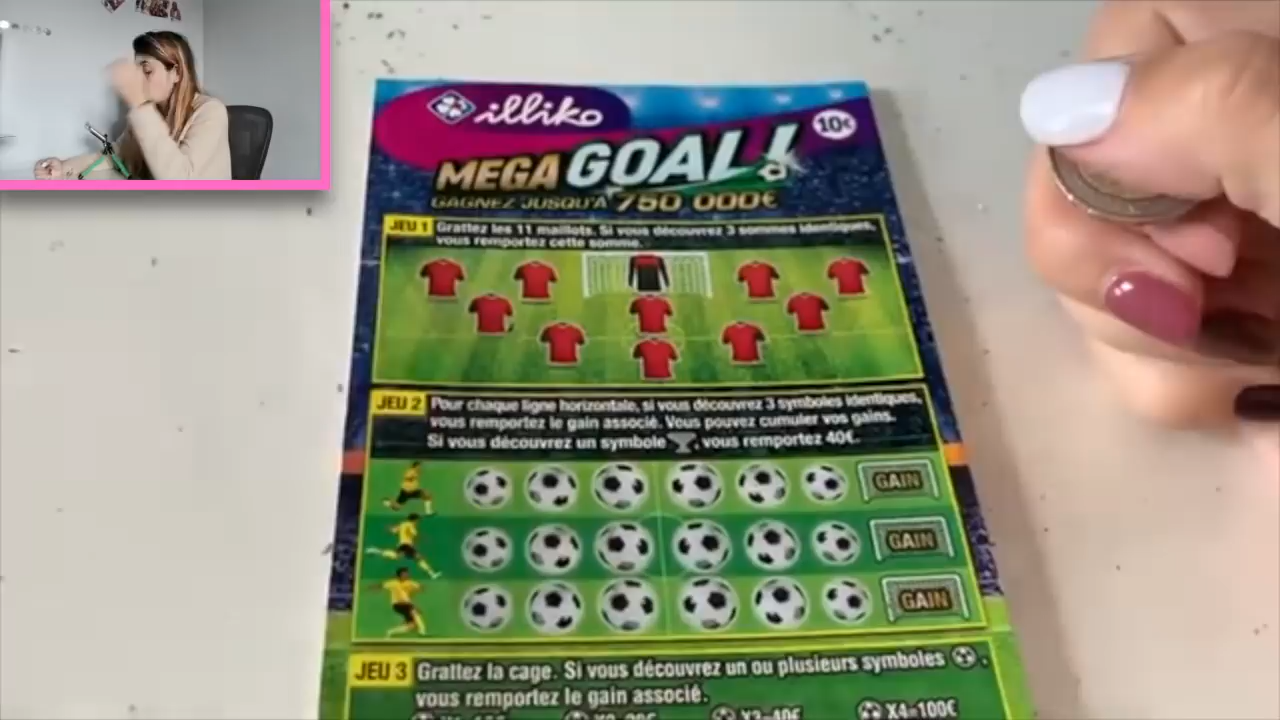 illiko
10€
MEGA GOAL!
GAGNEZ JUSQU'À 750 000€
JEU 1 Grattez les 11 maillots. Si vous découvrez 3 sommes identiques,
vous remportez cette somme.
JEU 2 Pour chaque ligne horizontale, si vous découvrez 3 symboles identiques,
vous remportez le gain associé. Vous pouvez cumuler vos gains.
Si vous découvrez un symbole , vous remportez 40€.
GAIN
GAIN
GAIN
JEU 3 Grattez la cage. Si vous découvrez un ou plusieurs symboles .
vous remportez le gain associé.
X3=40€ X4=100€